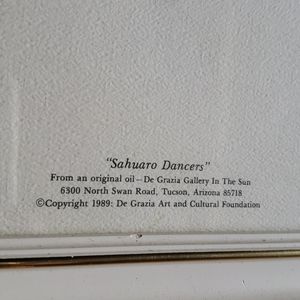 "Sahuaro Dancers"
From an original oil—De Grazia Gallery In The Sun
6300 North Swan Road, Tucson, Arizona 85718
©Copyright 1989: De Grazia Art and Cultural Foundation